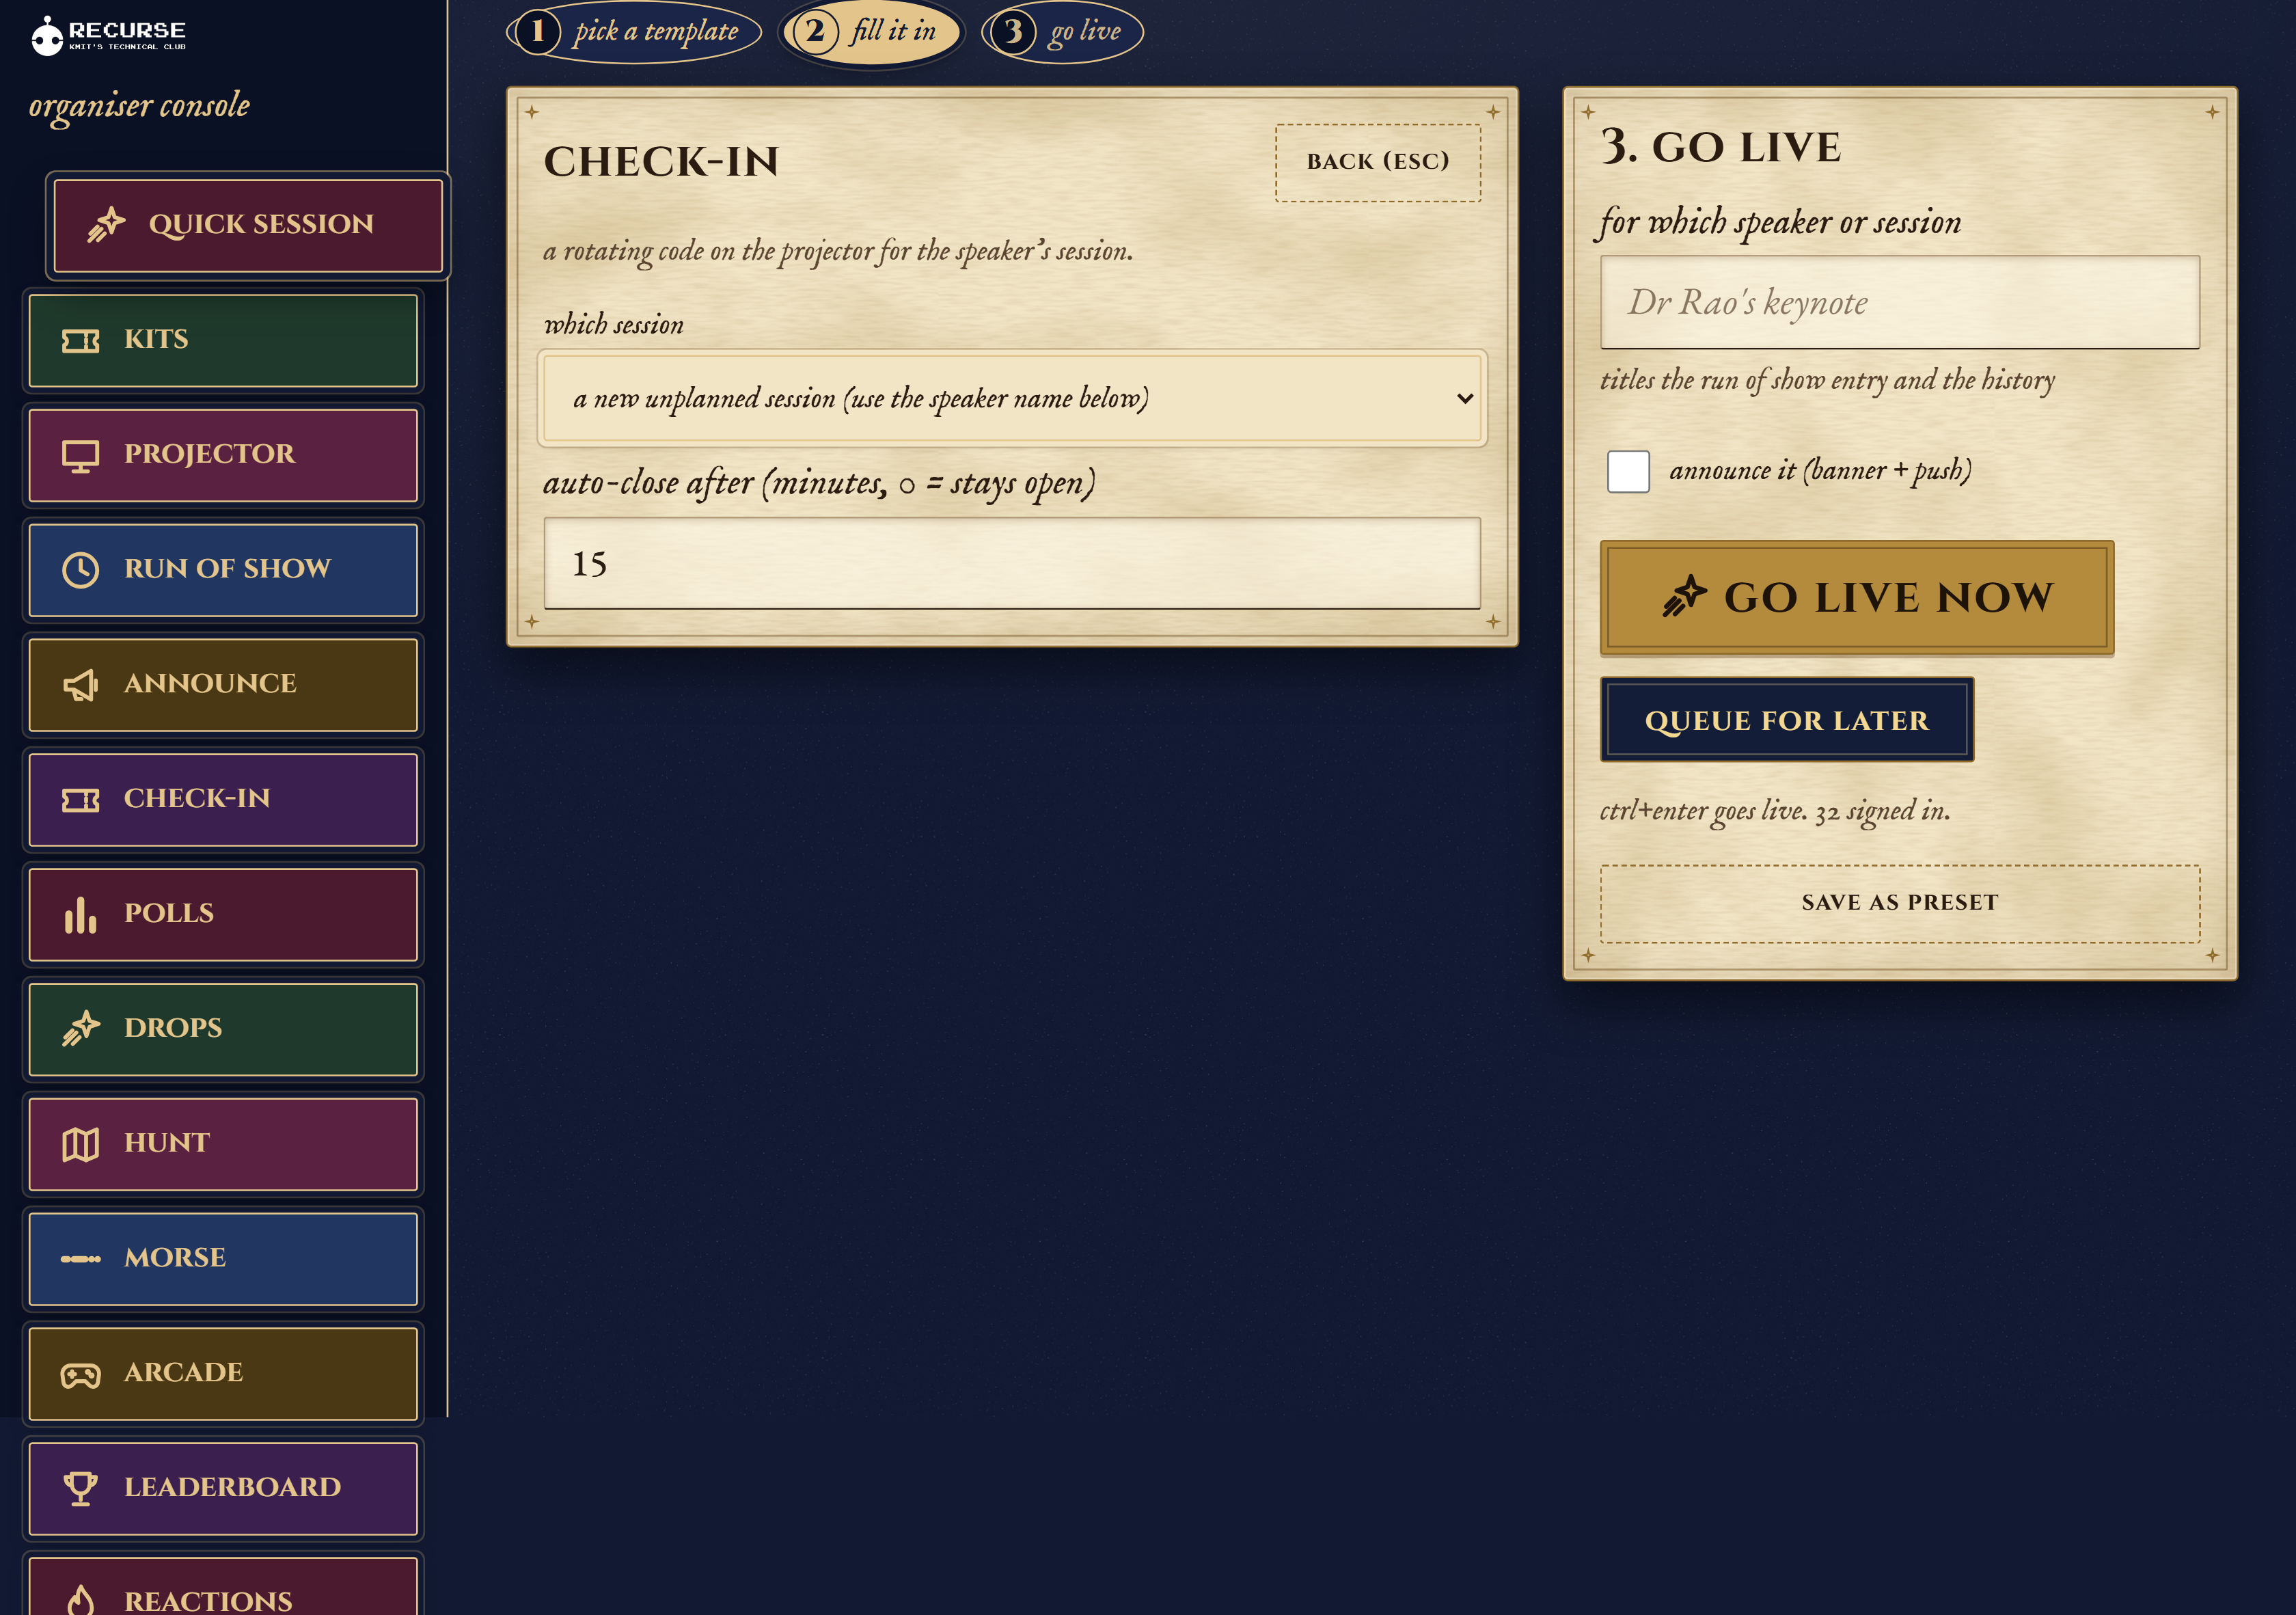 RECURSE
KMIT'S TECHNICAL CLUB
organiser console
QUICK SESSION
KITS
PROJECTOR
RUN OF SHOW
ANNOUNCE
CHECK-IN
POLLS
DROPS
HUNT
MORSE
ARCADE
LEADERBOARD
REACTIONS
1 pick a template
2 fill it in
3 go live
CHECK-IN
BACK (ESC)
a rotating code on the projector for the speaker's session.
which session
a new unplanned session (use the speaker name below)
auto-close after (minutes, 0 = stays open)
15
3. GO LIVE
for which speaker or session
Dr Rao's keynote
titles the run of show entry and the history
announce it (banner + push)
GO LIVE NOW
QUEUE FOR LATER
ctrl+enter goes live. 32 signed in.
SAVE AS PRESET